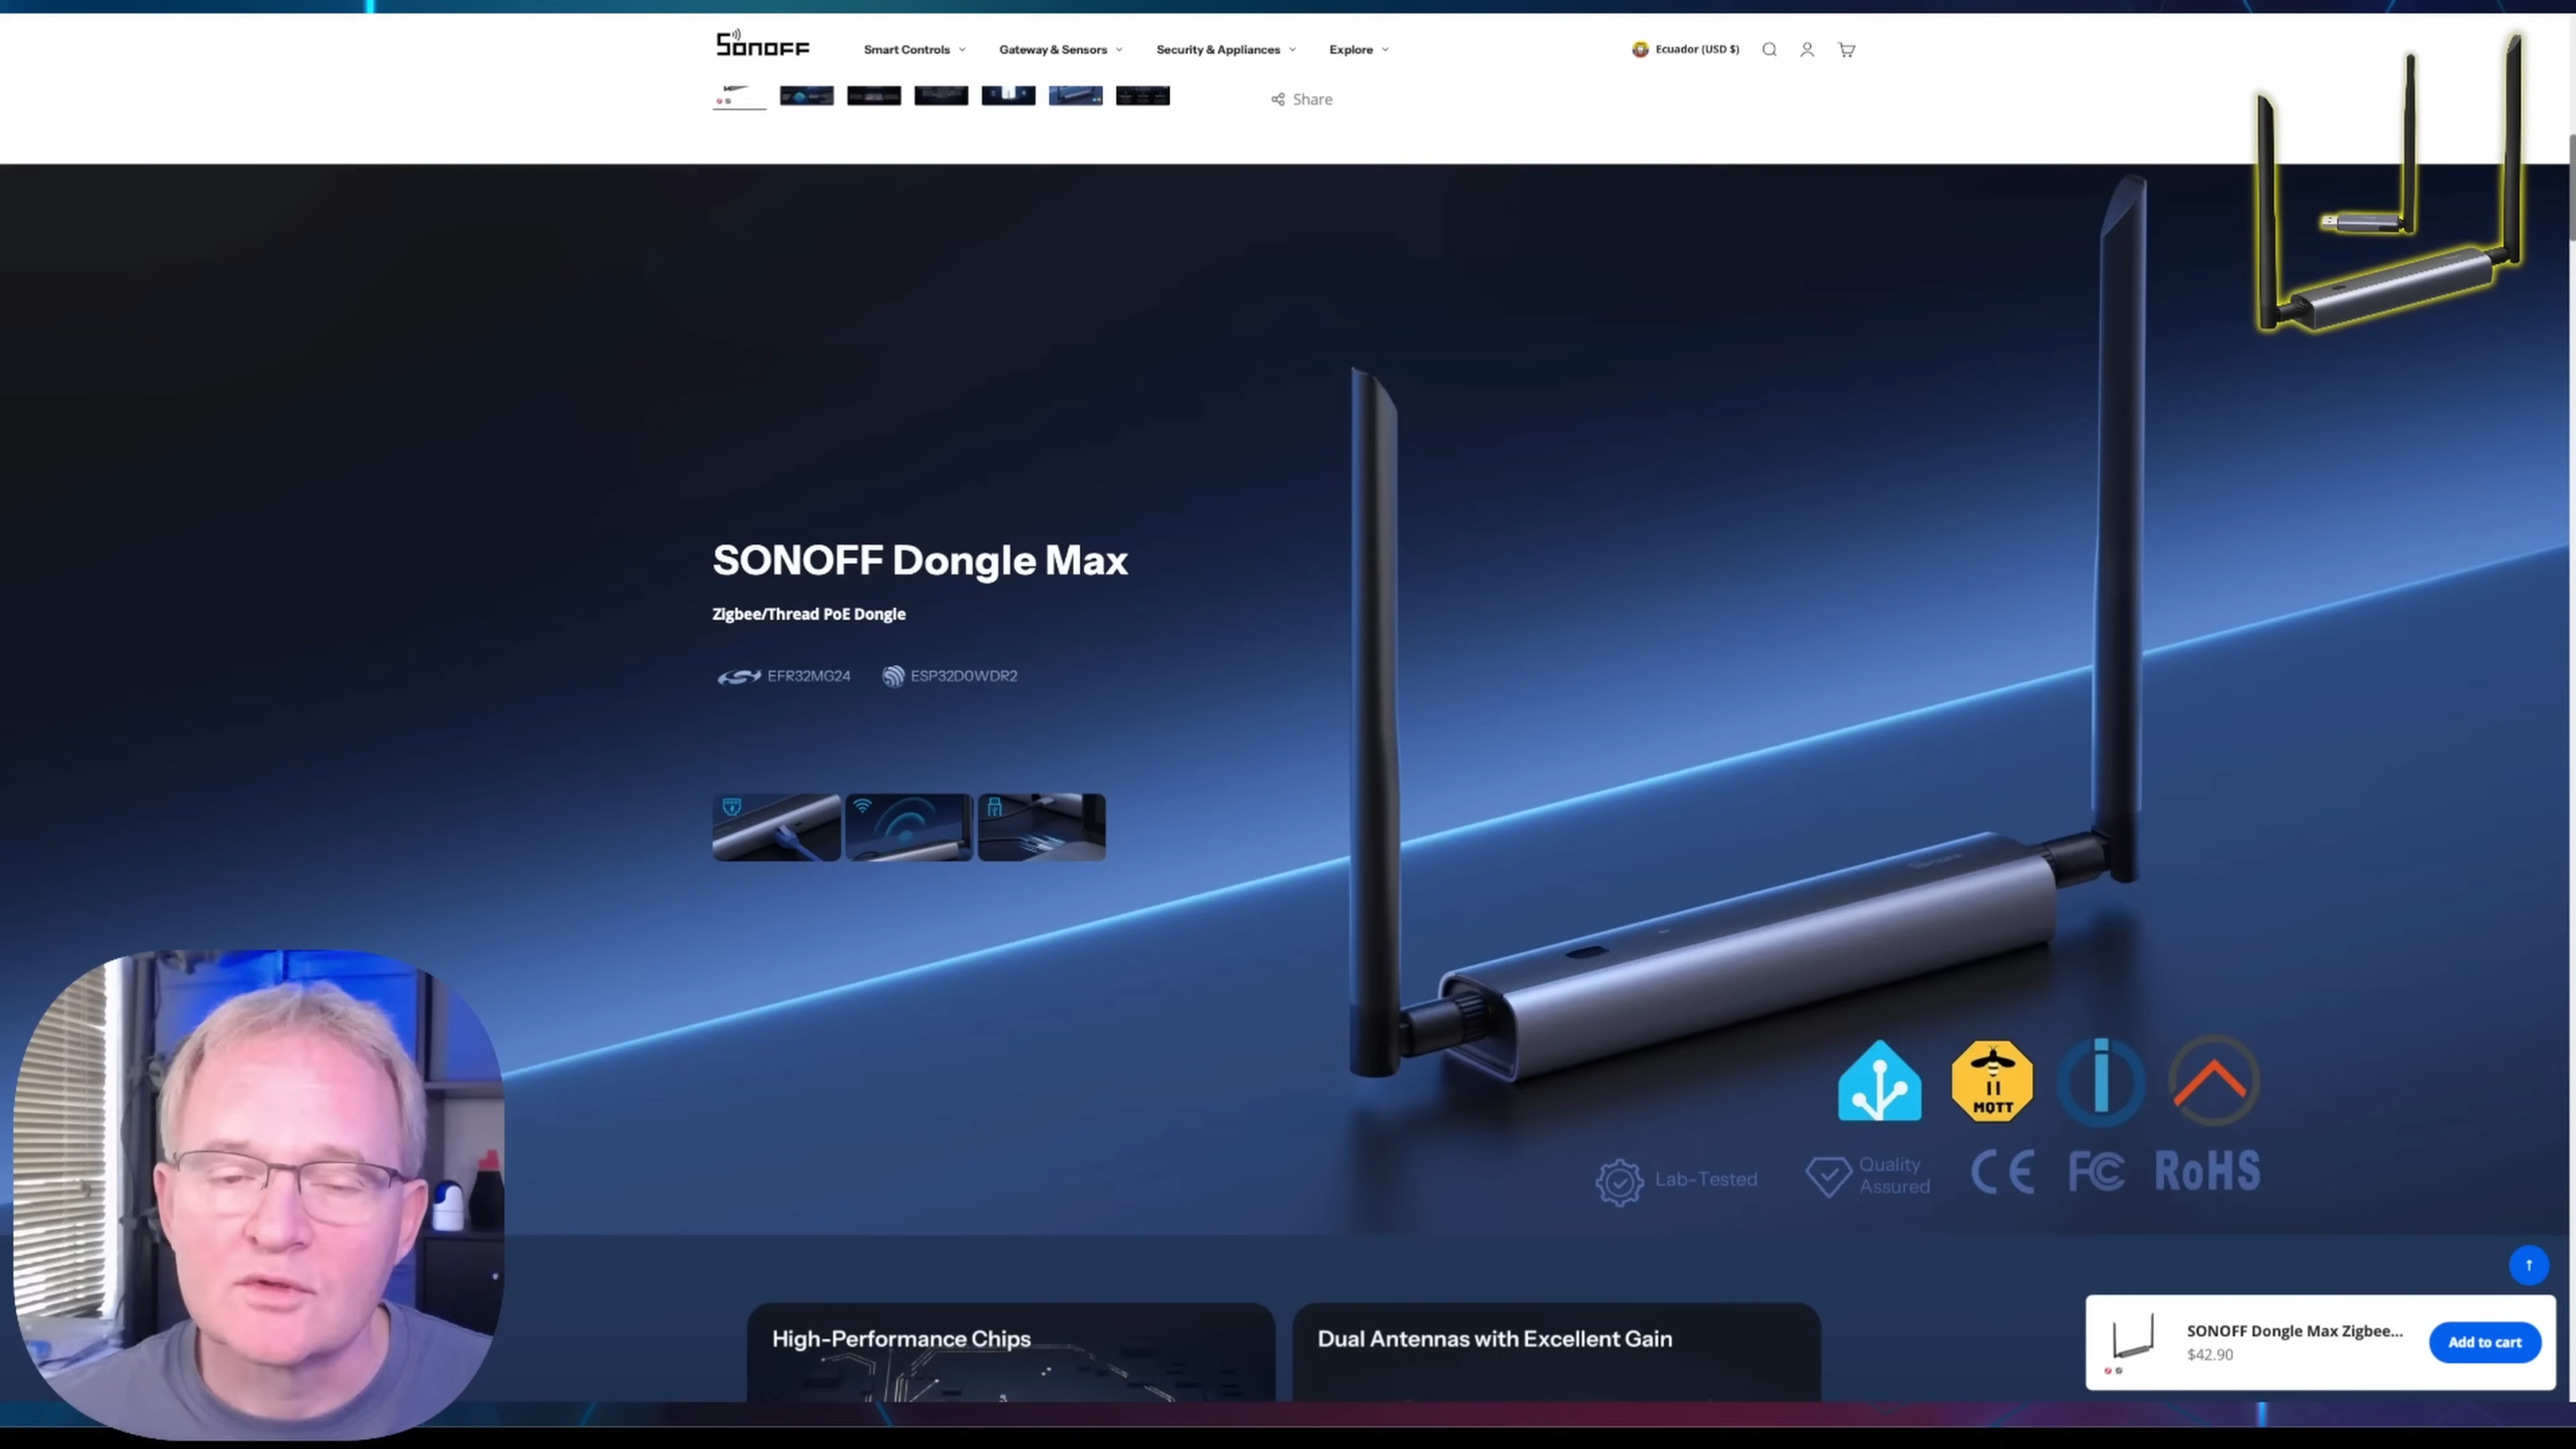 SONOFF
Smart Controls
Gateway & Sensors
Security & Appliances
Explore
Ecuador (USD $)
Share
SONOFF Dongle Max
Zigbee/Thread PoE Dongle
EFR32MG24
ESP32D0WDR2
MQTT
Lab-Tested
Quality
Assured
CE
FC
RoHS
High-Performance Chips
Dual Antennas with Excellent Gain
SONOFF Dongle Max Zigbee...
$42.90
Add to cart